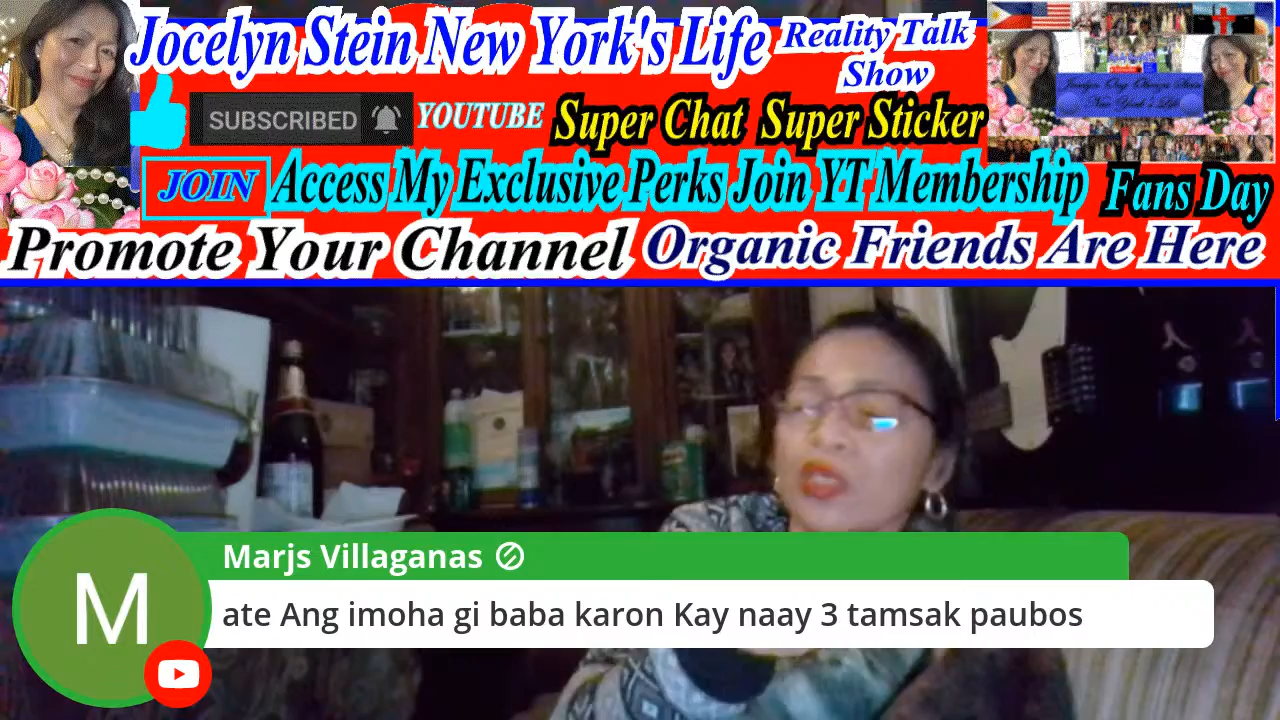 Jocelyn Stein New York's Life
Reality Talk
Show
SUBSCRIBED
YOUTUBE
Super Chat Super Sticker
JOIN
Access My Exclusive Perks Join YT Membership
Fans Day
Promote Your Channel
Organic Friends Are Here
Marjs Villaganas
M
ate Ang imoha gi baba karon Kay naay 3 tamsak paubos